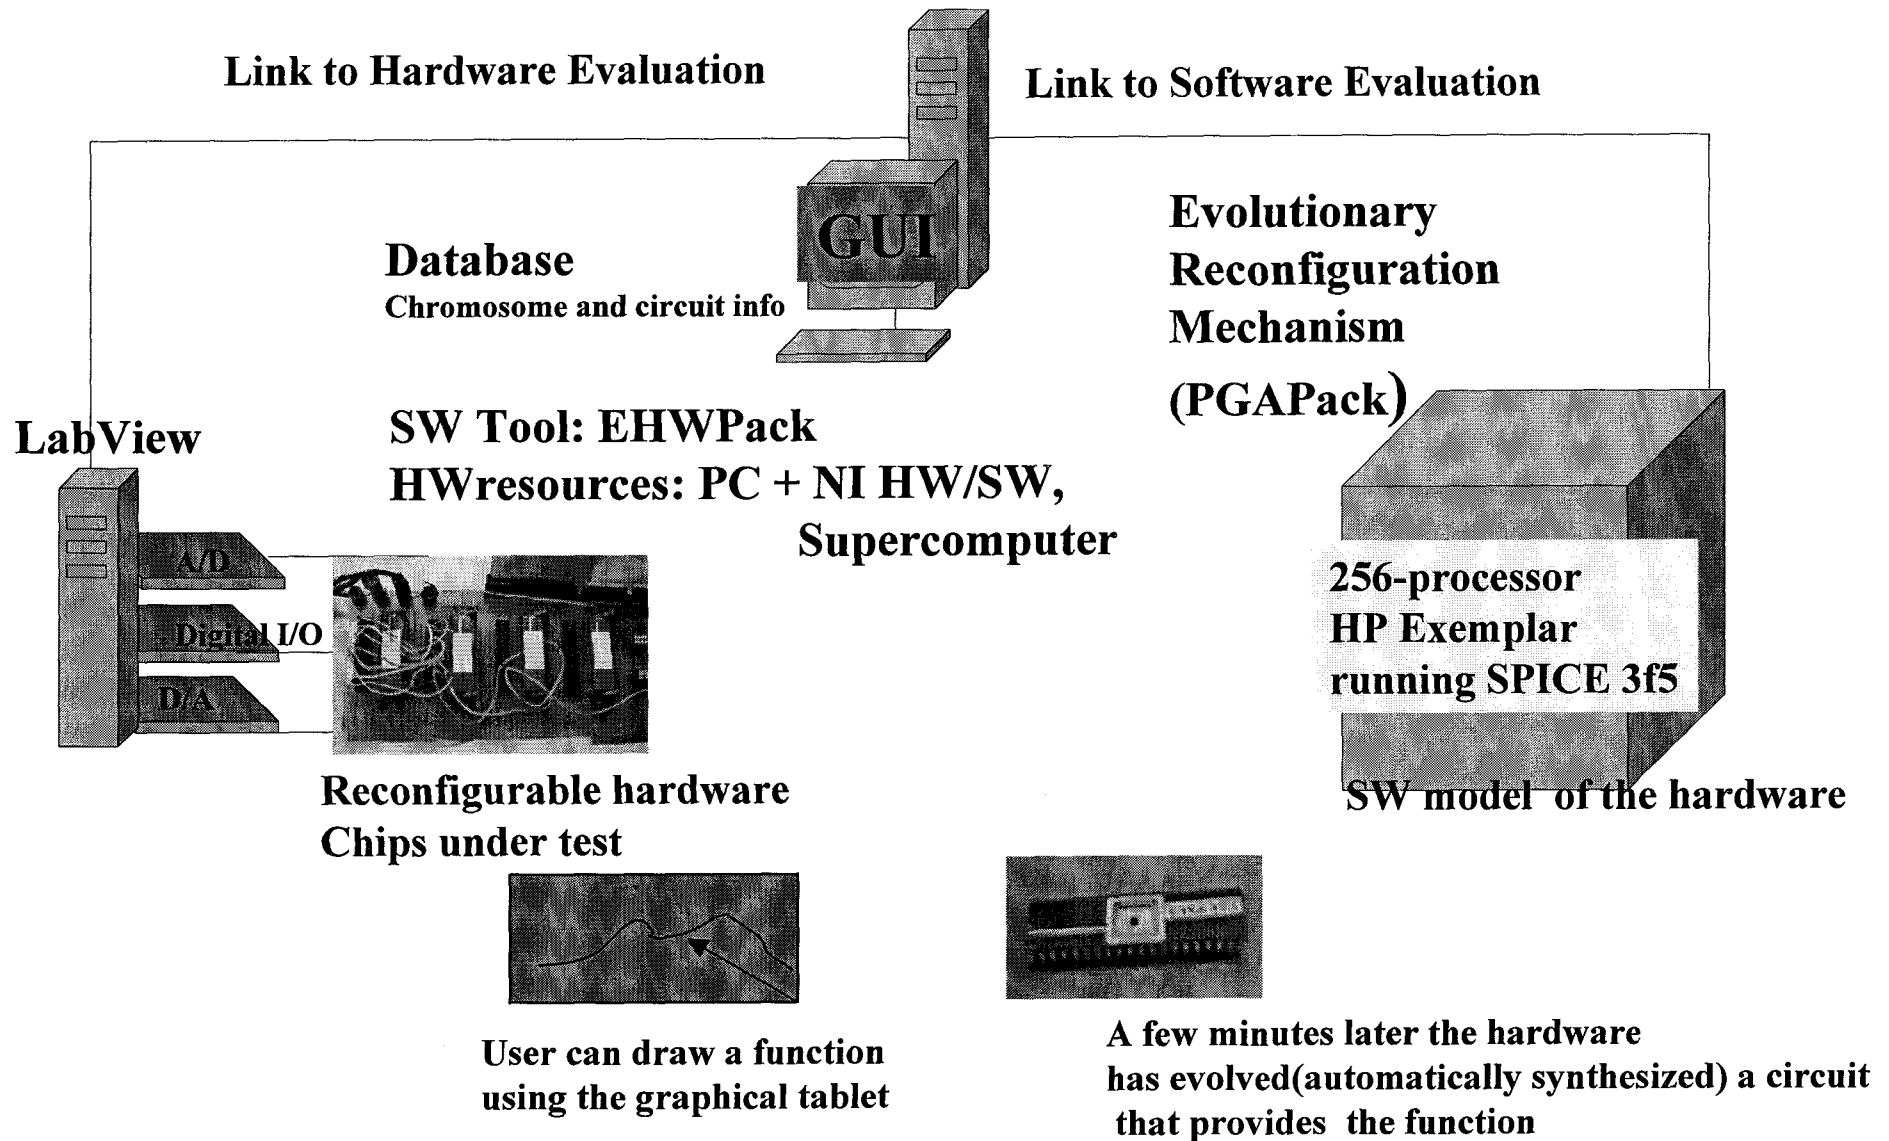 Link to Hardware Evaluation
Link to Software Evaluation
GUI
Database
Chromosome and circuit info
Evolutionary
Reconfiguration
Mechanism
(PGAPack)
SW Tool: EHWPack
HWresources: PC + NI HW/SW,
Supercomputer
LabView
A/D
Digital I/O
D/A
256-processor
HP Exemplar
running SPICE 3f5
SW model of the hardware
Reconfigurable hardware
Chips under test
User can draw a function
using the graphical tablet
A few minutes later the hardware
has evolved(automatically synthesized) a circuit
that provides the function